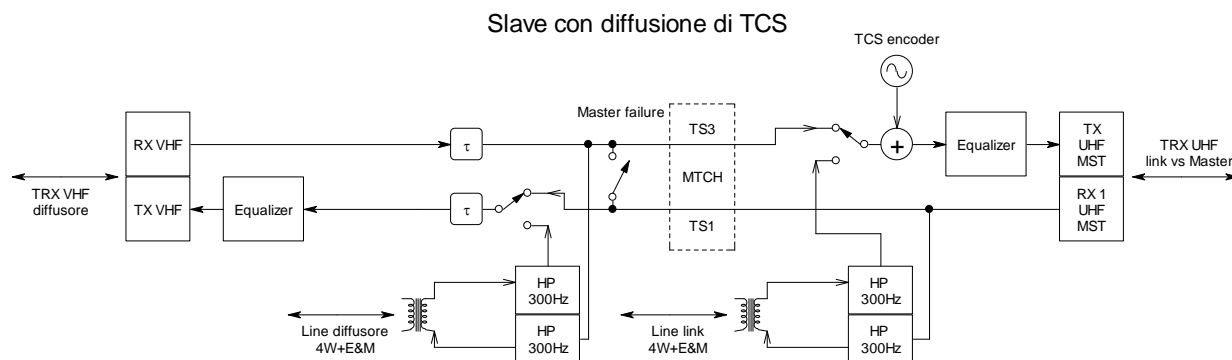 Slave con diffusione di TCS
TCS encoder
Master failure
RX VHF
τ
TS3
+
Equalizer
TX
UHF
MST
TRX UHF
link vs Master
MTCH
TRX VHF
diffusore
TX VHF
Equalizer
τ
TS1
RX 1
UHF
MST
HP
300Hz
HP
300Hz
Line diffusore
4W+E&M
HP
300Hz
HP
300Hz
Line link
4W+E&M